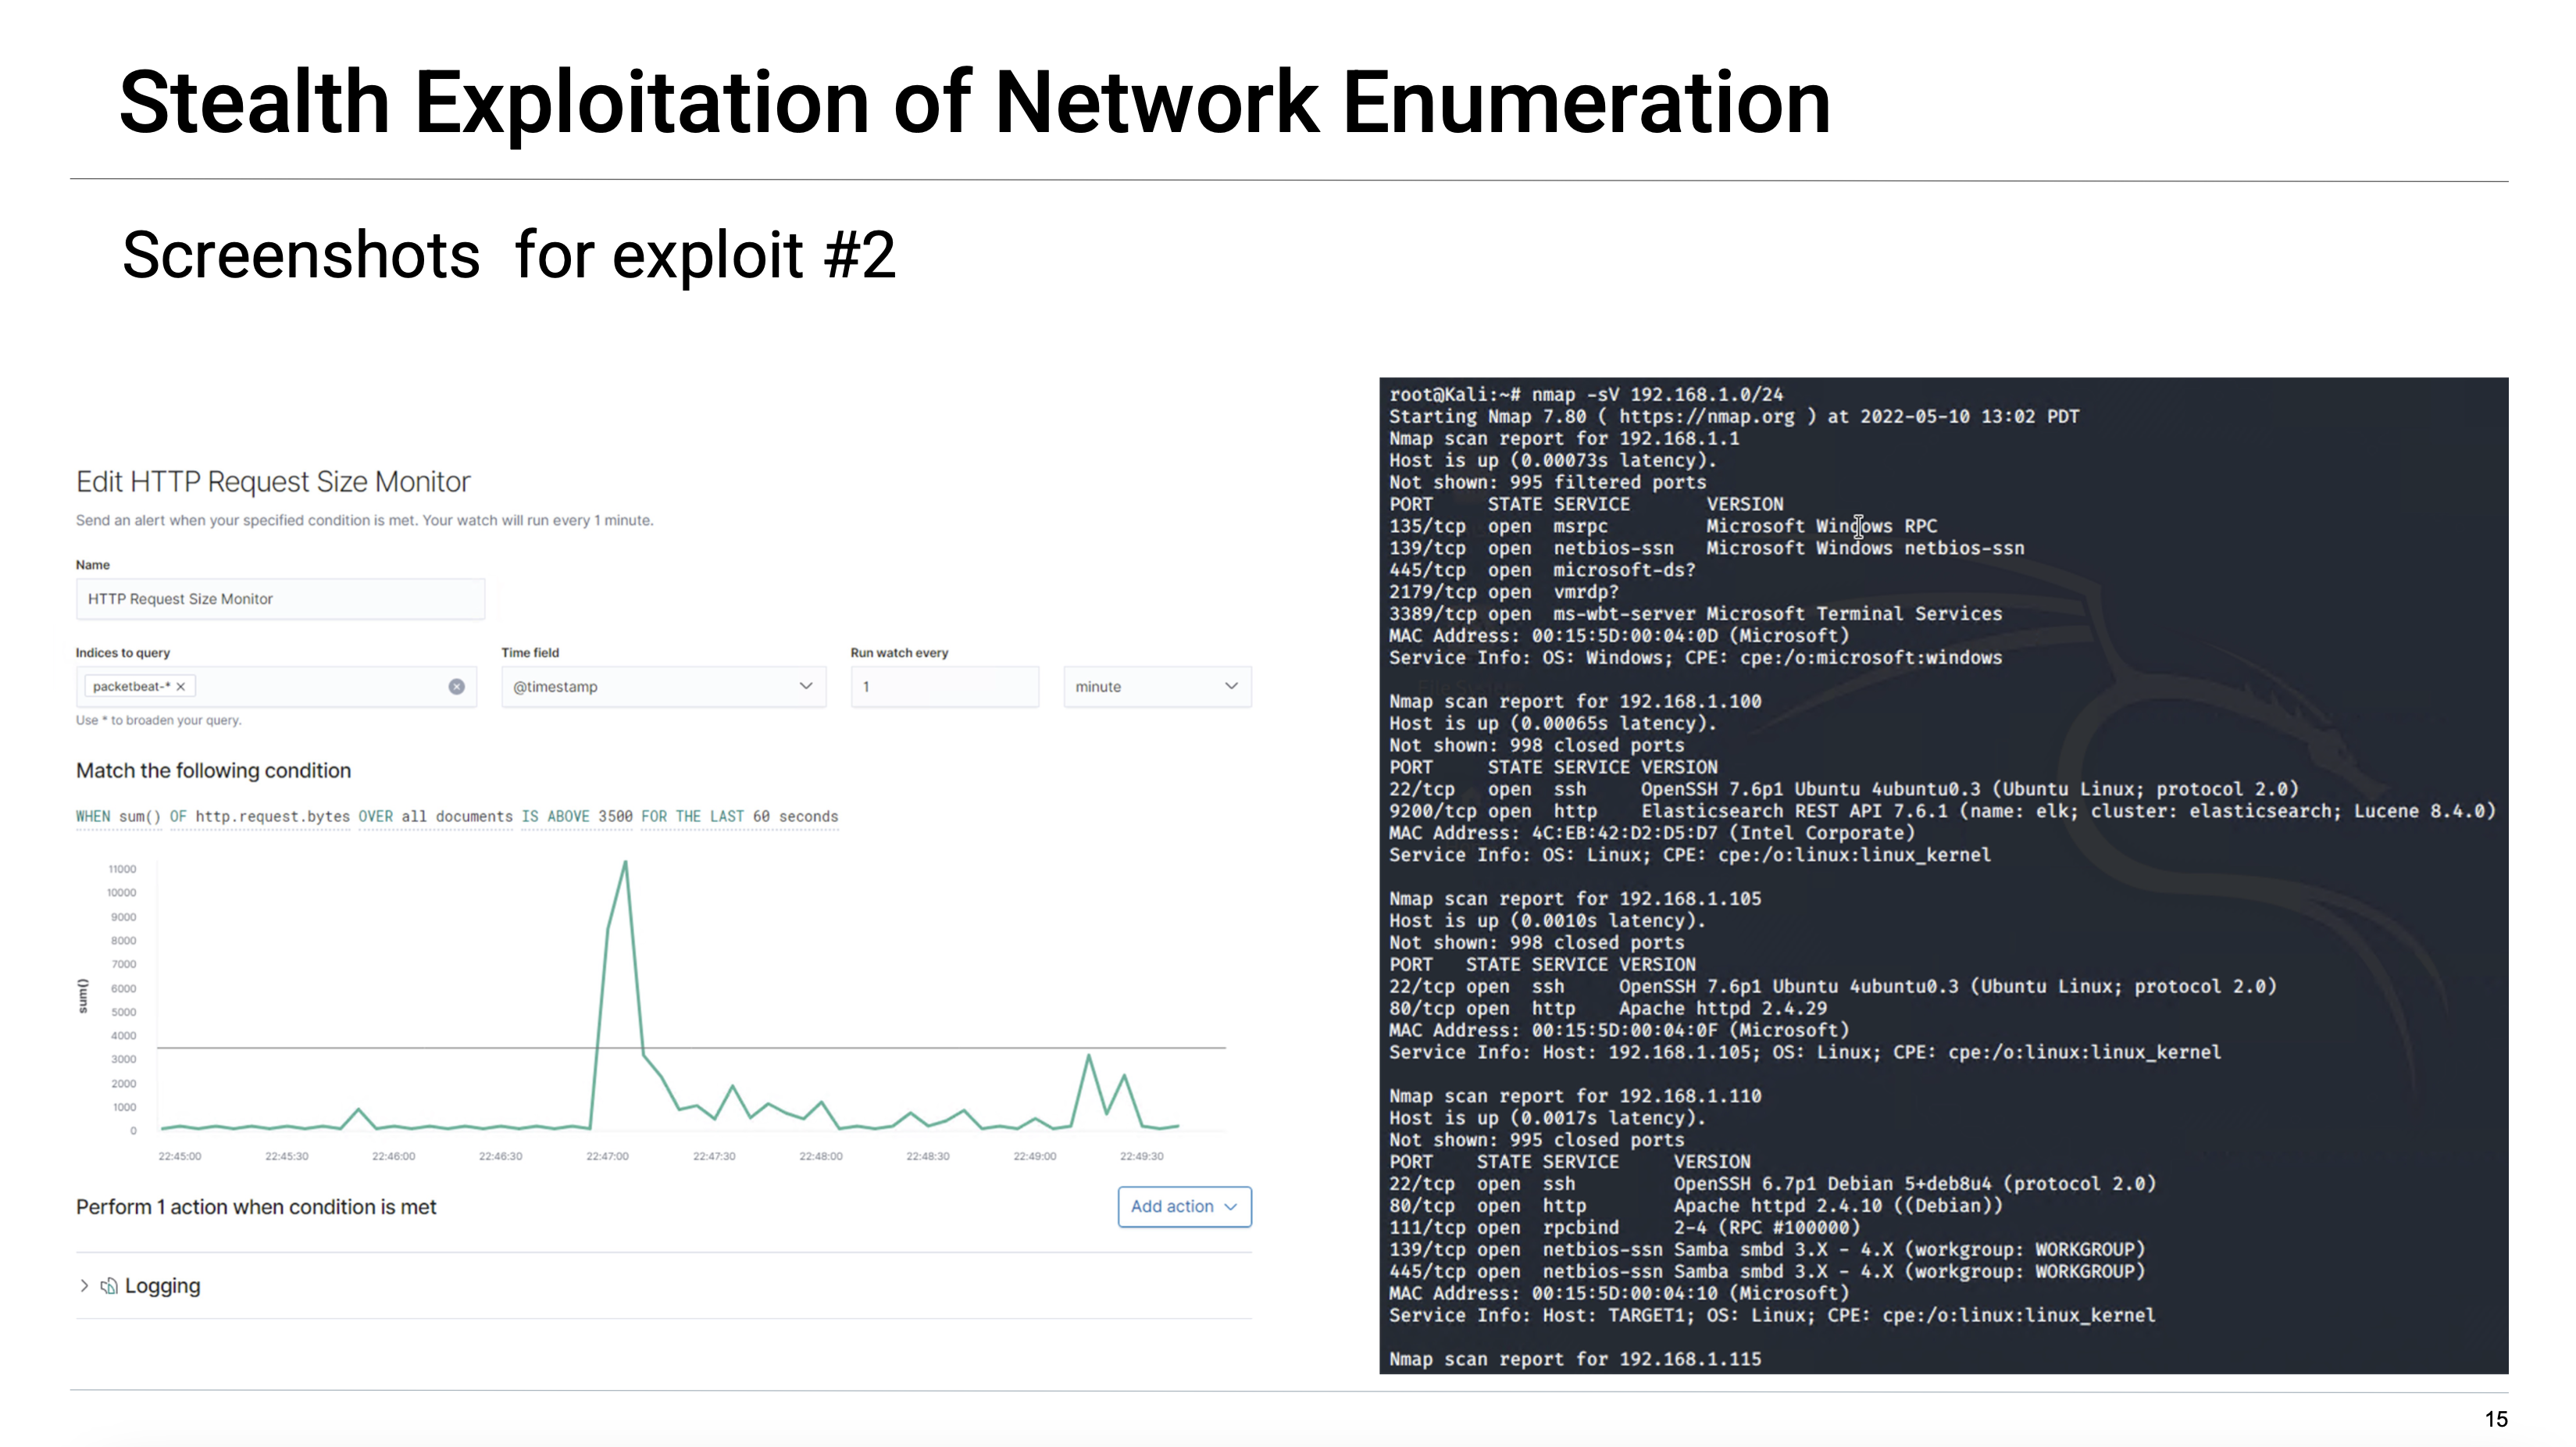 Stealth Exploitation of Network Enumeration
Screenshots  for exploit #2
Edit HTTP Request Size Monitor
Send an alert when your specified condition is met. Your watch will run every 1 minute.
Name
HTTP Request Size Monitor
Indices to query
Time field
Run watch every
packetbeat-* ×
@timestamp
1
minute
Use * to broaden your query.
Match the following condition
WHEN sum() OF http.request.bytes OVER all documents IS ABOVE 3500 FOR THE LAST 60 seconds
sum()
11000
10000
9000
8000
7000
6000
5000
4000
3000
2000
1000
0
22:45:00 22:45:30 22:46:00 22:46:30 22:47:00 22:47:30 22:48:00 22:48:30 22:49:00 22:49:30
Perform 1 action when condition is met
Add action
Logging
root@Kali:~# nmap -sV 192.168.1.0/24
Starting Nmap 7.80 ( https://nmap.org ) at 2022-05-10 13:02 PDT
Nmap scan report for 192.168.1.1
Host is up (0.00073s latency).
Not shown: 995 filtered ports
PORT     STATE SERVICE       VERSION
135/tcp  open  msrpc         Microsoft Windows RPC
139/tcp  open  netbios-ssn   Microsoft Windows netbios-ssn
445/tcp  open  microsoft-ds?
2179/tcp open  vmrdp?
3389/tcp open  ms-wbt-server Microsoft Terminal Services
MAC Address: 00:15:5D:00:04:0D (Microsoft)
Service Info: OS: Windows; CPE: cpe:/o:microsoft:windows
Nmap scan report for 192.168.1.100
Host is up (0.00065s latency).
Not shown: 998 closed ports
PORT     STATE SERVICE VERSION
22/tcp   open  ssh     OpenSSH 7.6p1 Ubuntu 4ubuntu0.3 (Ubuntu Linux; protocol 2.0)
9200/tcp open  http    Elasticsearch REST API 7.6.1 (name: elk; cluster: elasticsearch; Lucene 8.4.0)
MAC Address: 4C:EB:42:D2:D5:D7 (Intel Corporate)
Service Info: OS: Linux; CPE: cpe:/o:linux:linux_kernel
Nmap scan report for 192.168.1.105
Host is up (0.0010s latency).
Not shown: 998 closed ports
PORT   STATE SERVICE VERSION
22/tcp open  ssh     OpenSSH 7.6p1 Ubuntu 4ubuntu0.3 (Ubuntu Linux; protocol 2.0)
80/tcp open  http    Apache httpd 2.4.29
MAC Address: 00:15:5D:00:04:0F (Microsoft)
Service Info: Host: 192.168.1.105; OS: Linux; CPE: cpe:/o:linux:linux_kernel
Nmap scan report for 192.168.1.110
Host is up (0.0017s latency).
Not shown: 995 closed ports
PORT    STATE SERVICE     VERSION
22/tcp  open  ssh         OpenSSH 6.7p1 Debian 5+deb8u4 (protocol 2.0)
80/tcp  open  http        Apache httpd 2.4.10 ((Debian))
111/tcp open  rpcbind     2-4 (RPC #100000)
139/tcp open  netbios-ssn Samba smbd 3.X - 4.X (workgroup: WORKGROUP)
445/tcp open  netbios-ssn Samba smbd 3.X - 4.X (workgroup: WORKGROUP)
MAC Address: 00:15:5D:00:04:10 (Microsoft)
Service Info: Host: TARGET1; OS: Linux; CPE: cpe:/o:linux:linux_kernel
Nmap scan report for 192.168.1.115
15